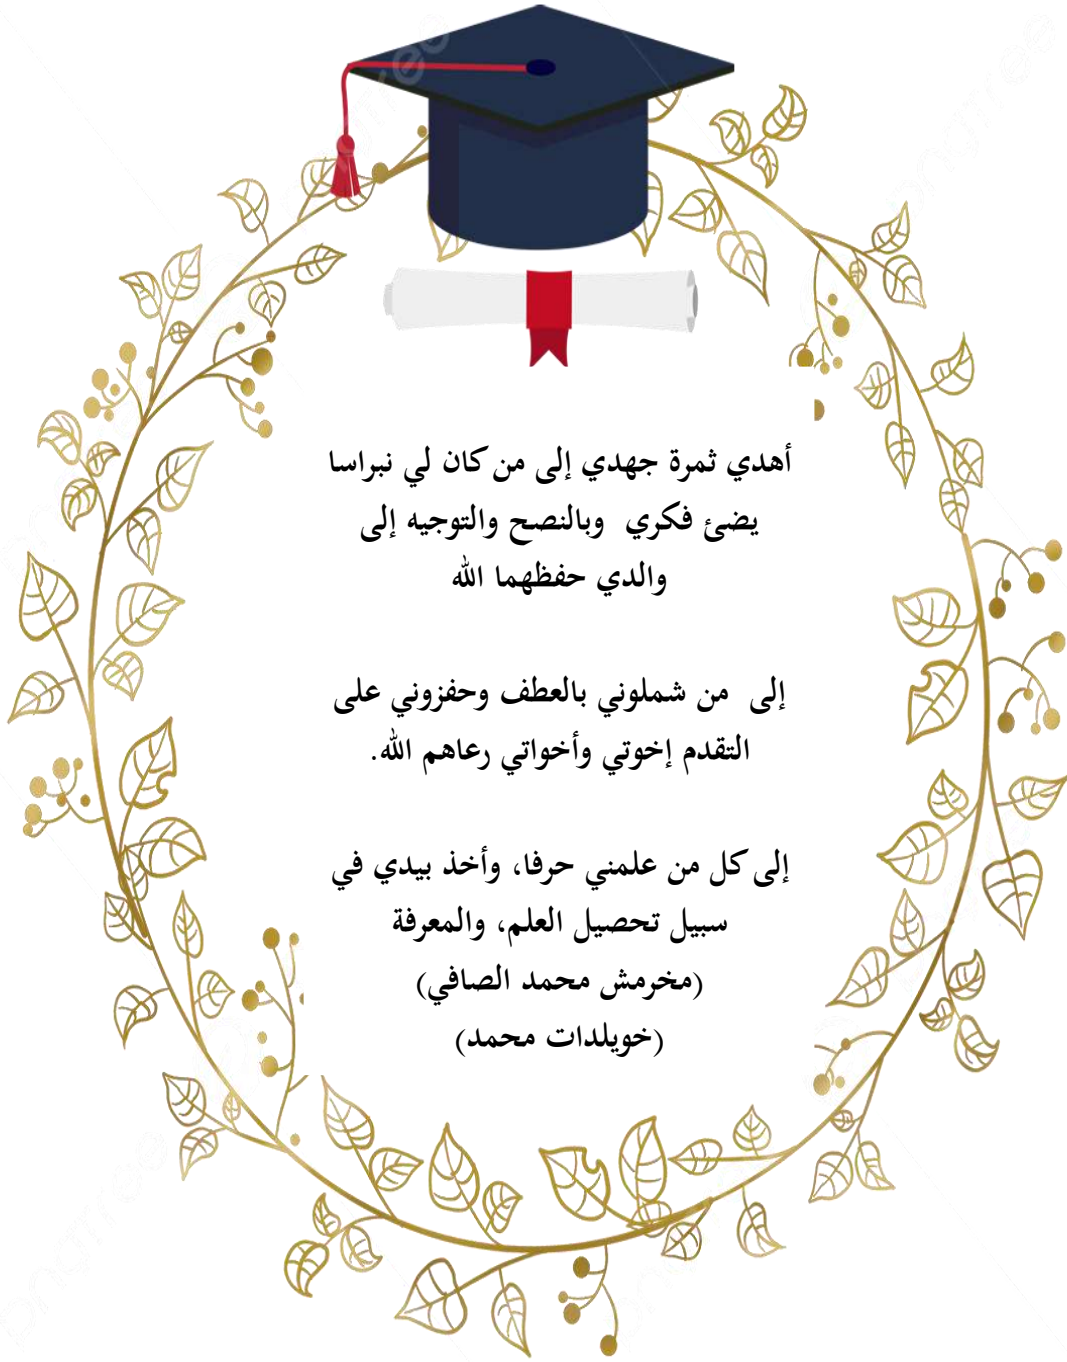 أهدي ثمرة جهدي إلى من كان لي نبراسا
يضئ فكري وبالنصح والتوجيه إلى
والدي حفظهما الله
إلى من شملوني بالعطف وحفزوني على
التقدم إخوتي وأخواتي رعاهم الله.
إلى كل من علمني حرفا، وأخذ بيدي في
سبيل تحصيل العلم، والمعرفة
(مخرمش محمد الصافي)
(خويلدات محمد)